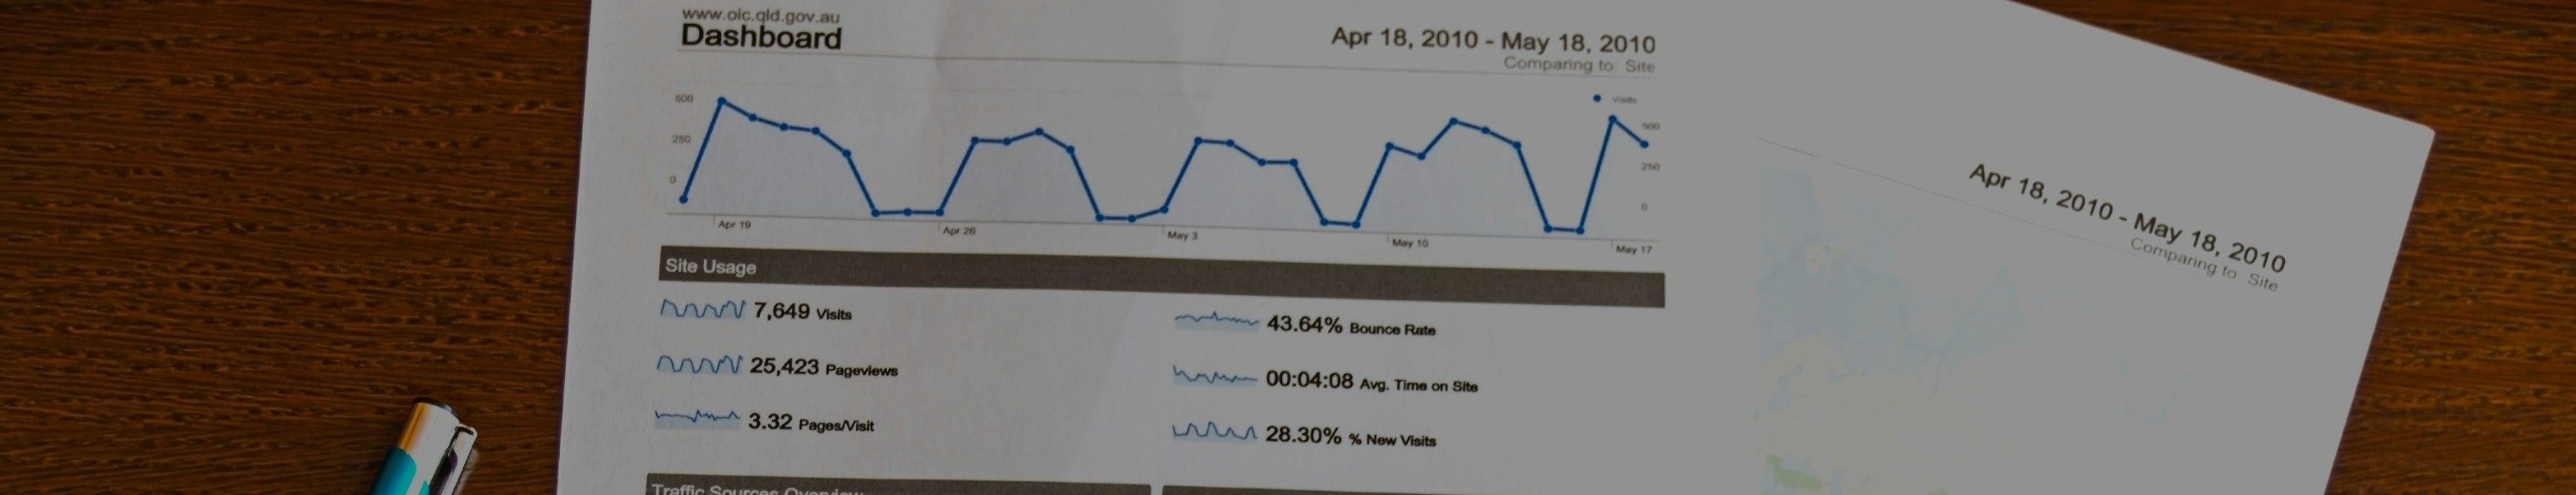 www.oic.qld.gov.au
Dashboard
Apr 18, 2010 - May 18, 2010
Comparing to: Site
Visits
500
250
0
500
250
0
Apr 19
Apr 26
May 3
May 10
May 17
Site Usage
7,649 Visits
43.64% Bounce Rate
25,423 Pageviews
00:04:08 Avg. Time on Site
3.32 Pages/Visit
28.30% % New Visits
Traffic Sources Overview
Apr 18, 2010 - May 18, 2010
Comparing to: Site